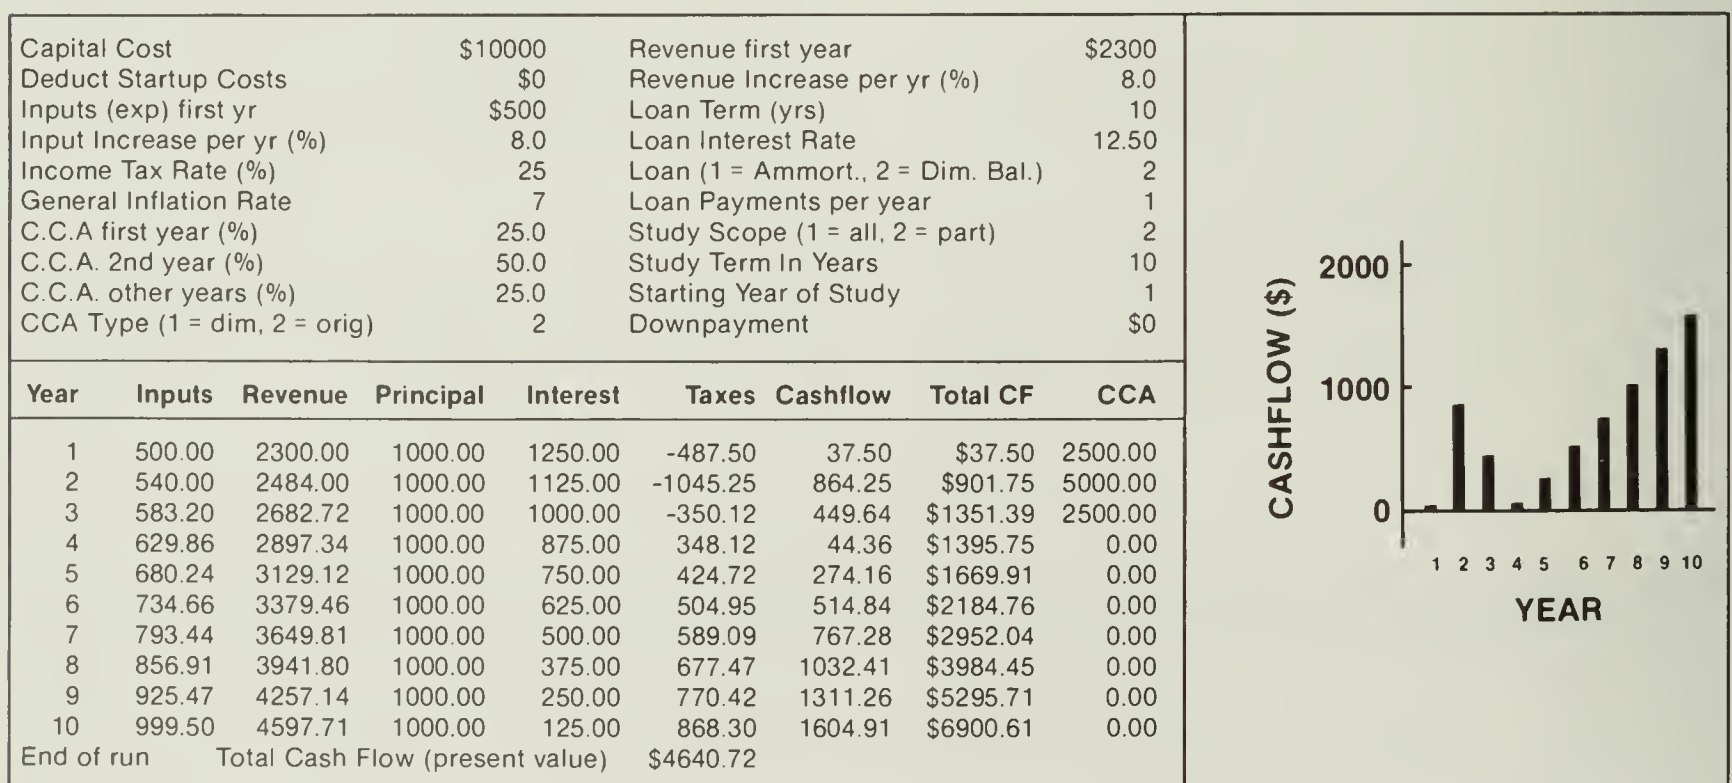 Capital Cost $10000 Revenue first year $2300
Deduct Startup Costs $0 Revenue Increase per yr (%) 8.0
Inputs (exp) first yr $500 Loan Term (yrs) 10
Input Increase per yr (%) 8.0 Loan Interest Rate 12.50
Income Tax Rate (%) 25 Loan (1 = Ammort., 2 = Dim. Bal.) 2
General Inflation Rate 7 Loan Payments per year 1
C.C.A first year (%) 25.0 Study Scope (1 = all, 2 = part) 2
C.C.A. 2nd year (%) 50.0 Study Term In Years 10
C.C.A. other years (%) 25.0 Starting Year of Study 1
CCA Type (1 = dim, 2 = orig) 2 Downpayment $0
Year Inputs Revenue Principal Interest Taxes Cashflow Total CF CCA
1 500.00 2300.00 1000.00 1250.00 -487.50 37.50 $37.50 2500.00
2 540.00 2484.00 1000.00 1125.00 -1045.25 864.25 $901.75 5000.00
3 583.20 2682.72 1000.00 1000.00 -350.12 449.64 $1351.39 2500.00
4 629.86 2897.34 1000.00 875.00 348.12 44.36 $1395.75 0.00
5 680.24 3129.12 1000.00 750.00 424.72 274.16 $1669.91 0.00
6 734.66 3379.46 1000.00 625.00 504.95 514.84 $2184.76 0.00
7 793.44 3649.81 1000.00 500.00 589.09 767.28 $2952.04 0.00
8 856.91 3941.80 1000.00 375.00 677.47 1032.41 $3984.45 0.00
9 925.47 4257.14 1000.00 250.00 770.42 1311.26 $5295.71 0.00
10 999.50 4597.71 1000.00 125.00 868.30 1604.91 $6900.61 0.00
End of run Total Cash Flow (present value) $4640.72
CASHFLOW ($)
2000
1000
0
1 2 3 4 5 6 7 8 9 10
YEAR